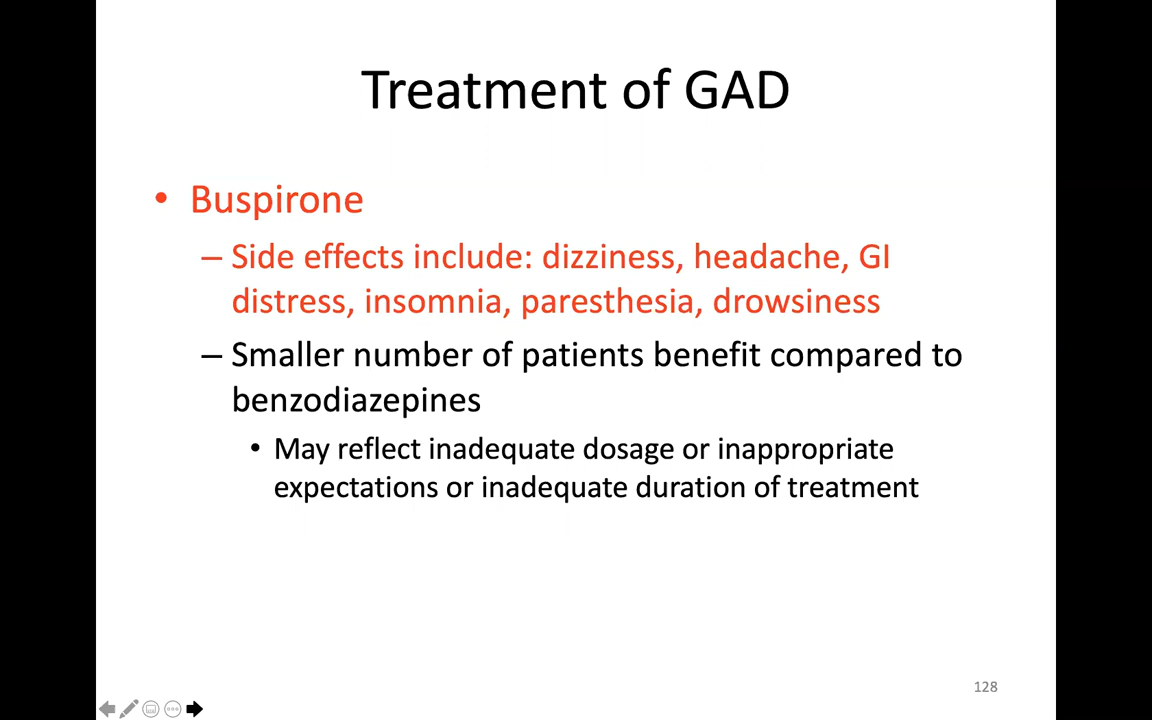 Treatment of GAD
• Buspirone
– Side effects include: dizziness, headache, GI
distress, insomnia, paresthesia, drowsiness
– Smaller number of patients benefit compared to
benzodiazepines
• May reflect inadequate dosage or inappropriate
expectations or inadequate duration of treatment
128